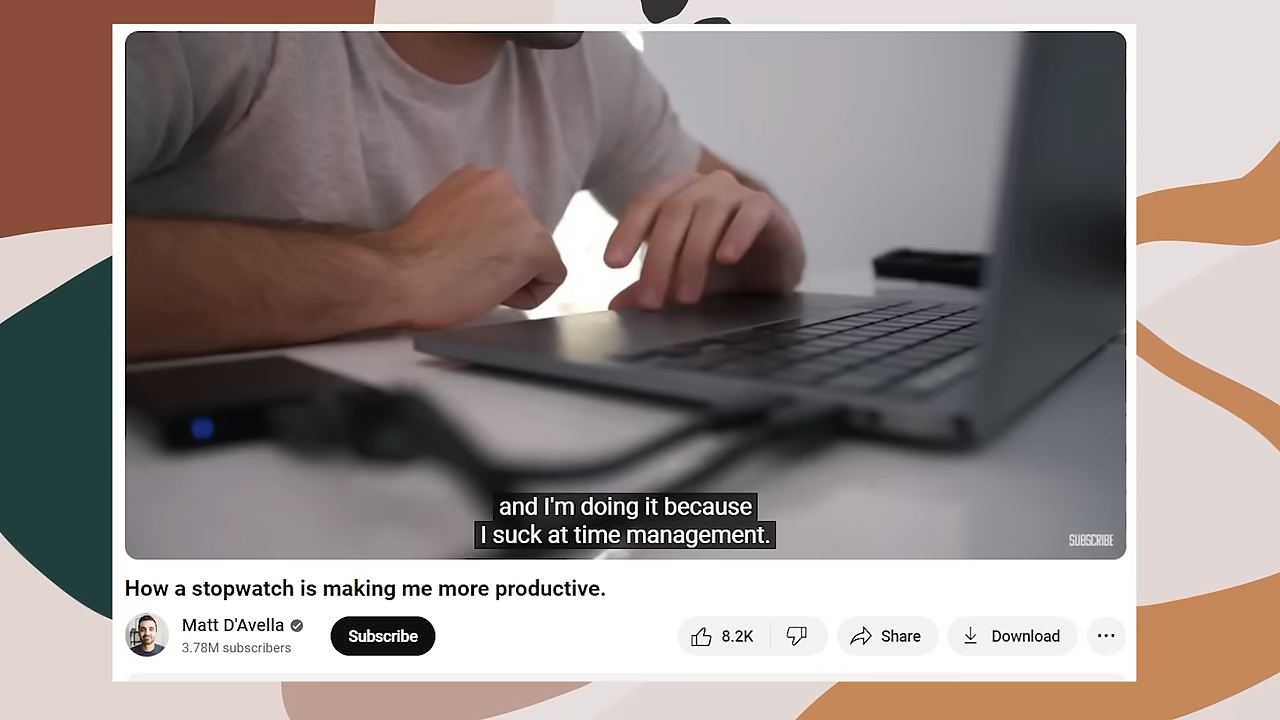 and I'm doing it because
I suck at time management.
SUBSCRIBE
How a stopwatch is making me more productive.
Matt D'Avella
3.78M subscribers
Subscribe
8.2K
Share
Download